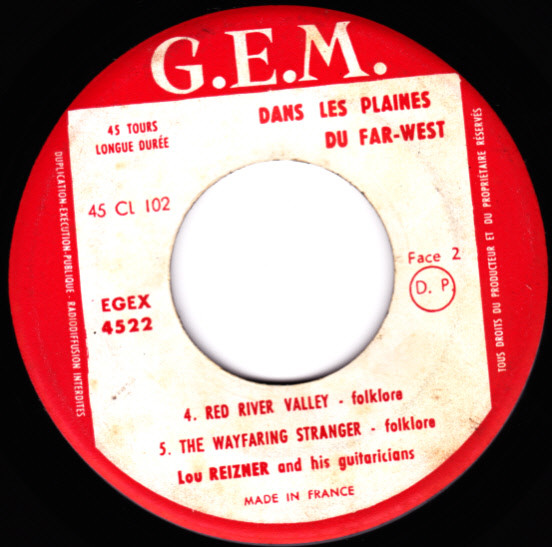 G.E.M.
DANS LES PLAINES
DU FAR-WEST
45 TOURS
LONGUE DURÉE
45 CL 102
Face 2
D. P.
EGEX
4522
4. RED RIVER VALLEY - folklore
5. THE WAYFARING STRANGER - folklore
Lou REIZNER and his guitaricians
MADE IN FRANCE
DUPLICATION-EXECUTION-PUBLIQUE - RADIODIFFUSION INTERDITES
TOUS DROITS DU PRODUCTEUR ET DU PROPRIÉTAIRE RÉSERVÉS